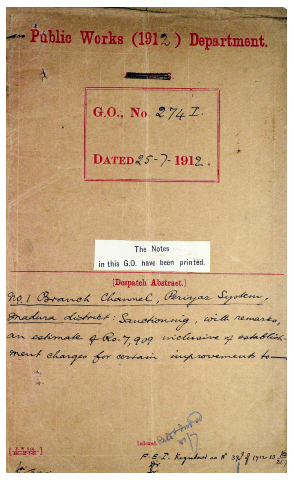 Public Works (1912) Department.
G.O., No 274 I.
DATED 25-7-1912.
The Notes
in this G.O. have been printed.
[Despatch Abstract.]
No. 1 Branch Channel, Periyar System,
Madura district: Sanctioning, with remarks,
an estimate of Rs. 7,909 inclusive of establish-
ment charges for certain improvements to—
Indexed